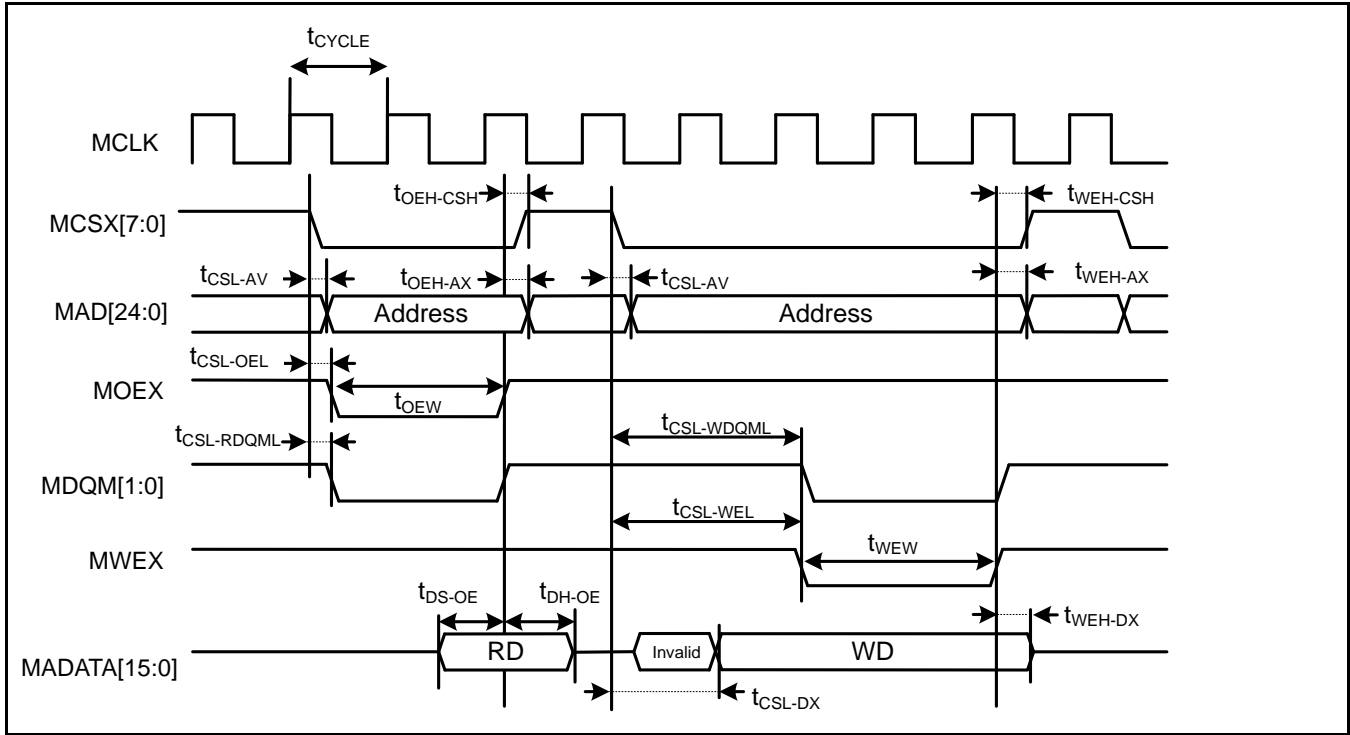 tCYCLE
MCLK
tOEH-CSH
tWEH-CSH
MCSX[7:0]
tCSL-AV
tOEH-AX
tCSL-AV
tWEH-AX
MAD[24:0]
Address
Address
tCSL-OEL
MOEX
tOEW
tCSL-RDQML
tCSL-WDQML
MDQM[1:0]
tCSL-WEL
MWEX
tWEW
tDS-OE
tDH-OE
tWEH-DX
MADATA[15:0]
RD
Invalid
WD
tCSL-DX